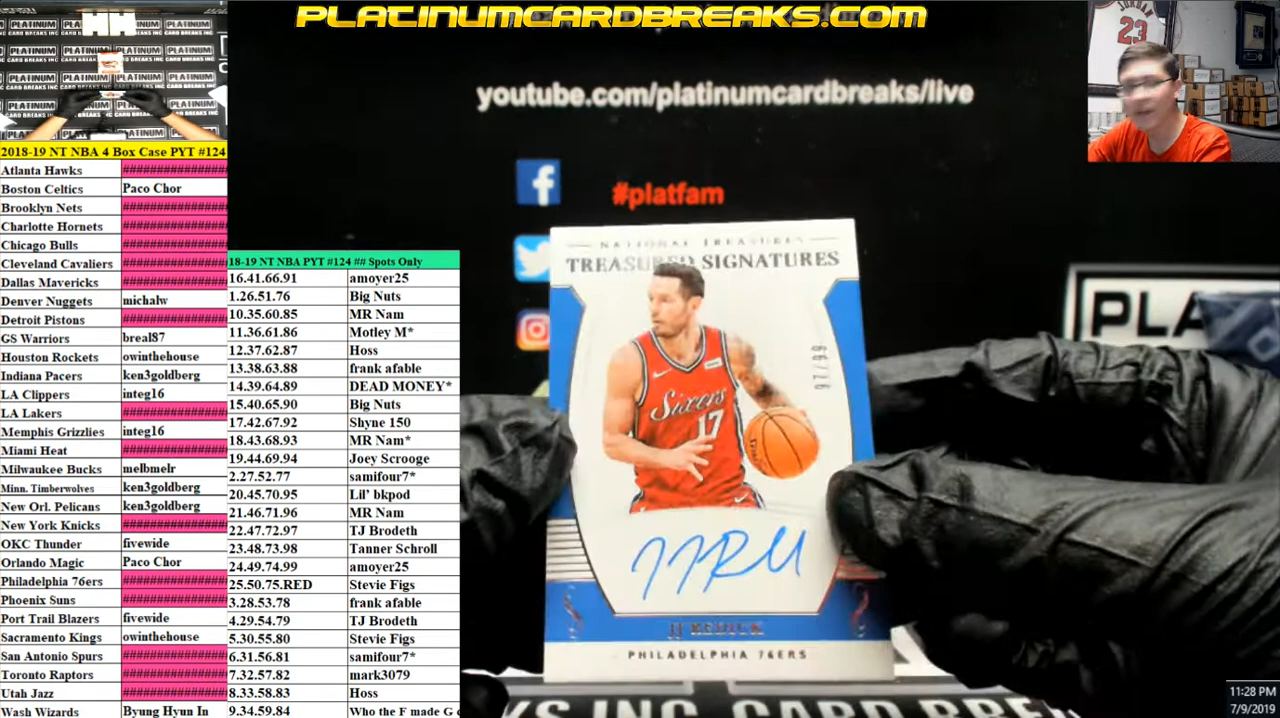 PLATINUMCARDBREAKS.COM
youtube.com/platinumcardbreaks/live
#platfam
JORDAN
23
2018-19 NT NBA 4 Box Case PYT #124
Atlanta Hawks ##############
Boston Celtics Paco Chor
Brooklyn Nets ##############
Charlotte Hornets ##############
Chicago Bulls ##############
Cleveland Cavaliers ##############
Dallas Mavericks ##############
Denver Nuggets michalw
Detroit Pistons ##############
GS Warriors breal87
Houston Rockets owinthehouse
Indiana Pacers ken3goldberg
LA Clippers integ16
LA Lakers ##############
Memphis Grizzlies integ16
Miami Heat ##############
Milwaukee Bucks melbmelr
Minn. Timberwolves ken3goldberg
New Orl. Pelicans ken3goldberg
New York Knicks ##############
OKC Thunder fivewide
Orlando Magic Paco Chor
Philadelphia 76ers ##############
Phoenix Suns ##############
Port Trail Blazers fivewide
Sacramento Kings owinthehouse
San Antonio Spurs ##############
Toronto Raptors ##############
Utah Jazz ##############
Wash Wizards Byung Hyun In
18-19 NT NBA PYT #124 ## Spots Only
16.41.66.91 amoyer25
1.26.51.76 Big Nuts
10.35.60.85 MR Nam
11.36.61.86 Motley M*
12.37.62.87 Hoss
13.38.63.88 frank afable
14.39.64.89 DEAD MONEY*
15.40.65.90 Big Nuts
17.42.67.92 Shyne 150
18.43.68.93 MR Nam*
19.44.69.94 Joey Scrooge
2.27.52.77 samifour7*
20.45.70.95 Lil' bkpod
21.46.71.96 MR Nam
22.47.72.97 TJ Brodeth
23.48.73.98 Tanner Schroll
24.49.74.99 amoyer25
25.50.75.RED Stevie Figs
3.28.53.78 frank afable
4.29.54.79 TJ Brodeth
5.30.55.80 Stevie Figs
6.31.56.81 samifour7*
7.32.57.82 mark3079
8.33.58.83 Hoss
9.34.59.84 Who the F made G
NATIONAL TREASURES
TREASURED SIGNATURES
97/99
Sixers
17
JJ REDICK
PHILADELPHIA 76ERS
PLA
YS INC CARD BREA
11:28 PM
7/9/2019